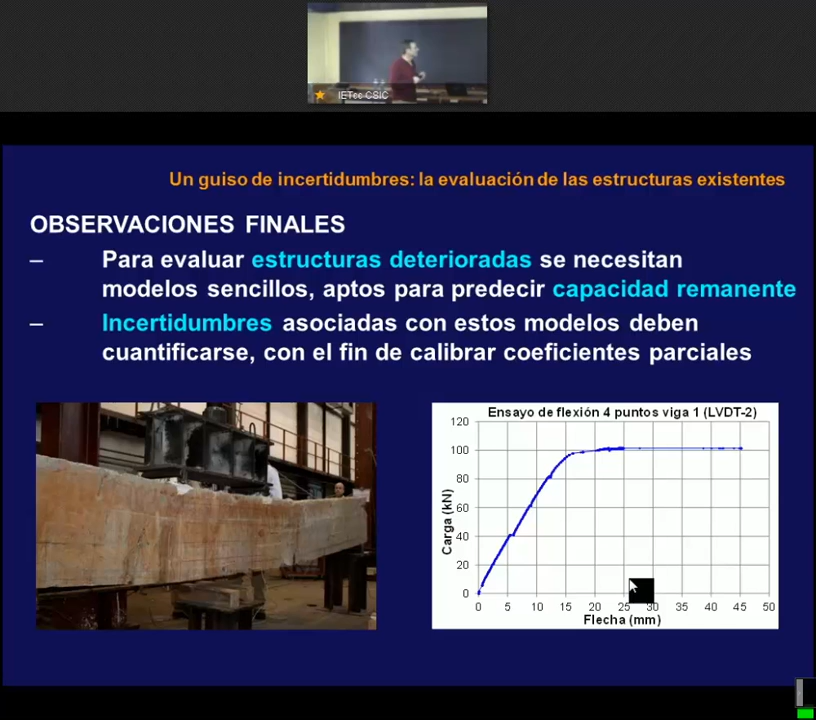 IETcc CSIC
Un guiso de incertidumbres: la evaluación de las estructuras existentes
OBSERVACIONES FINALES
– Para evaluar estructuras deterioradas se necesitan
modelos sencillos, aptos para predecir capacidad remanente
– Incertidumbres asociadas con estos modelos deben
cuantificarse, con el fin de calibrar coeficientes parciales
Ensayo de flexión 4 puntos viga 1 (LVDT-2)
Carga (kN)
120
100
80
60
40
20
0
0 5 10 15 20 25 30 35 40 45 50
Flecha (mm)